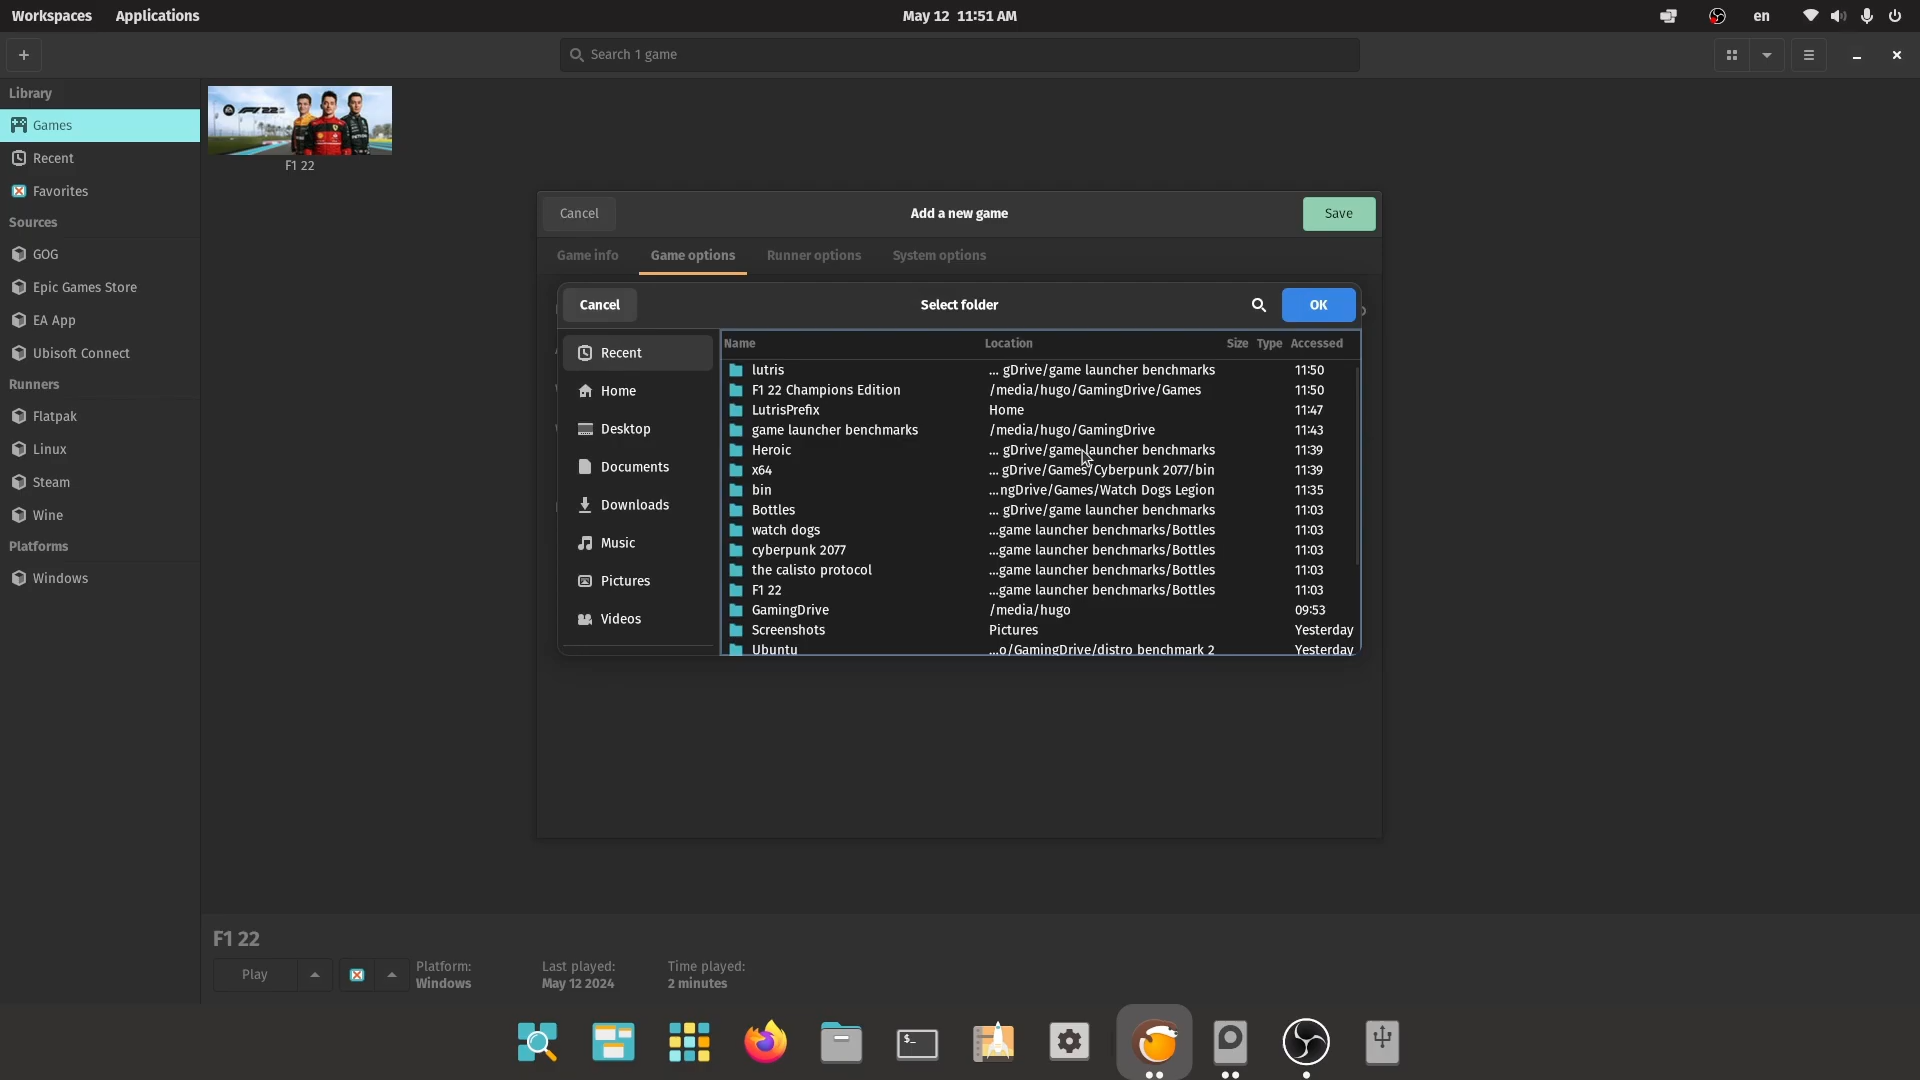 Workspaces Applications May 12 11:51 AM en
Search 1 game
Library
Games
Recent
Favorites
Sources
GOG
Epic Games Store
EA App
Ubisoft Connect
Runners
Flatpak
Linux
Steam
Wine
Platforms
Windows
F1 22
F1 22
Cancel Add a new game Save
Game info Game options Runner options System options
Cancel Select folder OK
Recent
Home
Desktop
Documents
Downloads
Music
Pictures
Videos
Name Location Size Type Accessed
lutris ... gDrive/game launcher benchmarks 11:50
F1 22 Champions Edition /media/hugo/GamingDrive/Games 11:50
LutrisPrefix Home 11:47
game launcher benchmarks /media/hugo/GamingDrive 11:43
Heroic ... gDrive/game launcher benchmarks 11:39
x64 ... gDrive/Games/Cyberpunk 2077/bin 11:39
bin ...ngDrive/Games/Watch Dogs Legion 11:35
Bottles ... gDrive/game launcher benchmarks 11:03
watch dogs ...game launcher benchmarks/Bottles 11:03
cyberpunk 2077 ...game launcher benchmarks/Bottles 11:03
the calisto protocol ...game launcher benchmarks/Bottles 11:03
F1 22 ...game launcher benchmarks/Bottles 11:03
GamingDrive /media/hugo 09:53
Screenshots Pictures Yesterday
Ubuntu ...o/GamingDrive/distro benchmark 2 Yesterday
F1 22
Play
Platform: Last played: Time played:
Windows May 12 2024 2 minutes